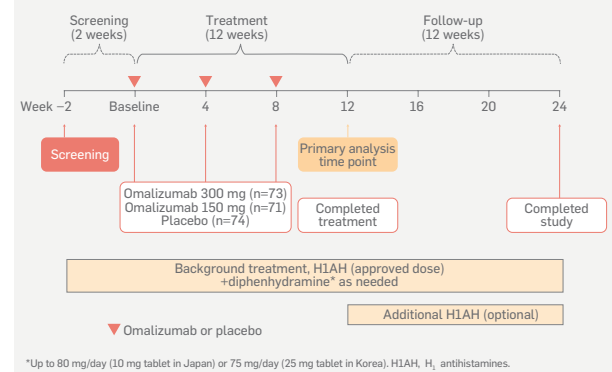 Screening
(2 weeks)
Treatment
(12 weeks)
Follow-up
(12 weeks)
Week –2 Baseline 4 8 12 16 20 24
Screening
Primary analysis
time point
Omalizumab 300 mg (n=73)
Omalizumab 150 mg (n=71)
Placebo (n=74)
Completed
treatment
Completed
study
Background treatment, H1AH (approved dose)
+diphenhydramine* as needed
Additional H1AH (optional)
Omalizumab or placebo
*Up to 80 mg/day (10 mg tablet in Japan) or 75 mg/day (25 mg tablet in Korea). H1AH, H₁ antihistamines.